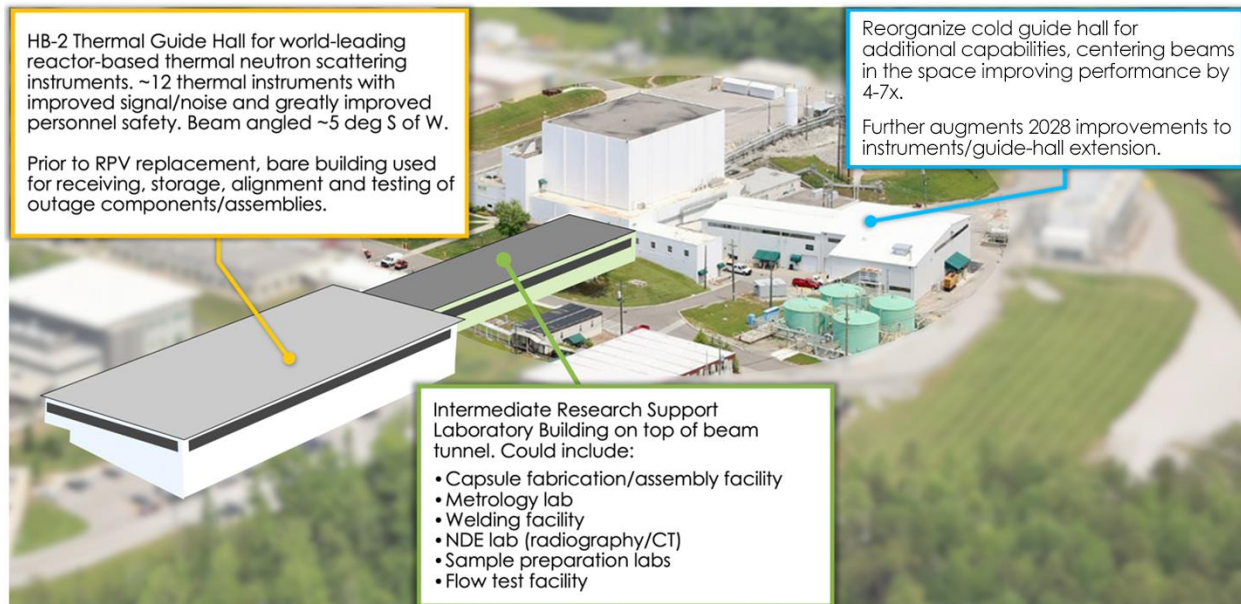 HB-2 Thermal Guide Hall for world-leading
reactor-based thermal neutron scattering
instruments. ~12 thermal instruments with
improved signal/noise and greatly improved
personnel safety. Beam angled ~5 deg S of W.
Prior to RPV replacement, bare building used
for receiving, storage, alignment and testing of
outage components/assemblies.
Reorganize cold guide hall for
additional capabilities, centering beams
in the space improving performance by
4-7x.
Further augments 2028 improvements to
instruments/guide-hall extension.
Intermediate Research Support
Laboratory Building on top of beam
tunnel. Could include:
• Capsule fabrication/assembly facility
• Metrology lab
• Welding facility
• NDE lab (radiography/CT)
• Sample preparation labs
• Flow test facility